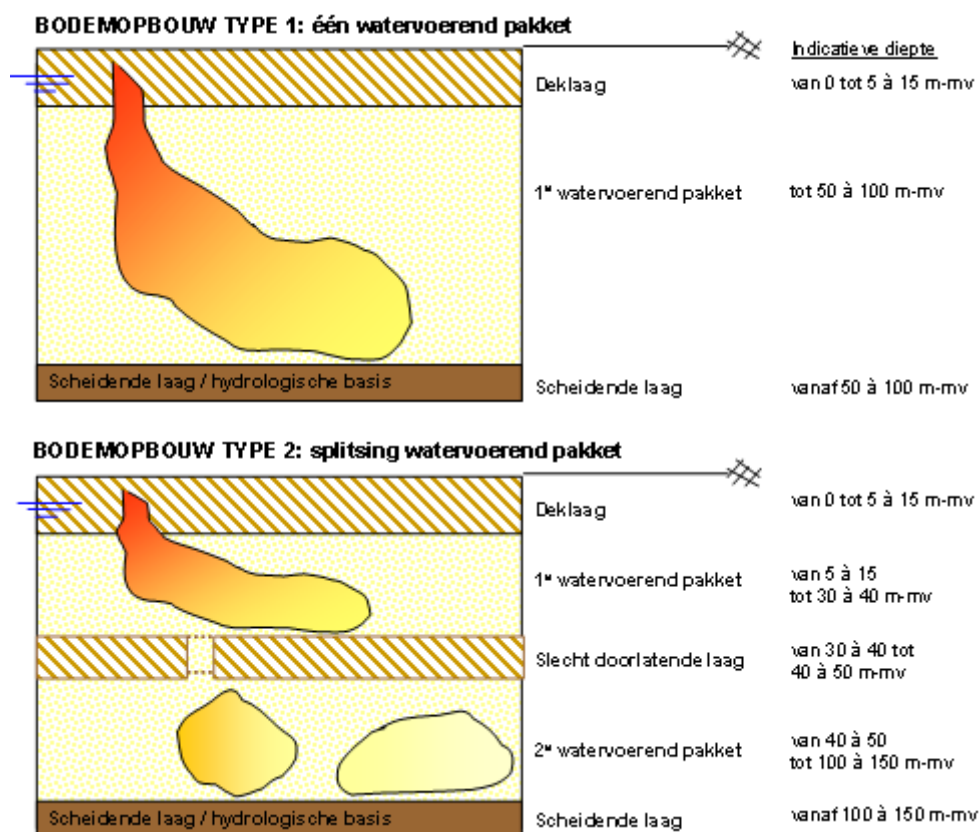 BODEMOPBOUW TYPE 1: één watervoerend pakket
Indicatieve diepte
Deklaag
van 0 tot 5 à 15 m-mv
1e watervoerend pakket
tot 50 à 100 m-mv
Scheidende laag / hydrologische basis
Scheidende laag
vanaf 50 à 100 m-mv
BODEMOPBOUW TYPE 2: splitsing watervoerend pakket
Deklaag
van 0 tot 5 à 15 m-mv
1e watervoerend pakket
van 5 à 15
tot 30 à 40 m-mv
Slecht doorlatende laag
van 30 à 40 tot
40 à 50 m-mv
2e watervoerend pakket
van 40 à 50
tot 100 à 150 m-mv
Scheidende laag / hydrologische basis
Scheidende laag
vanaf 100 à 150 m-mv